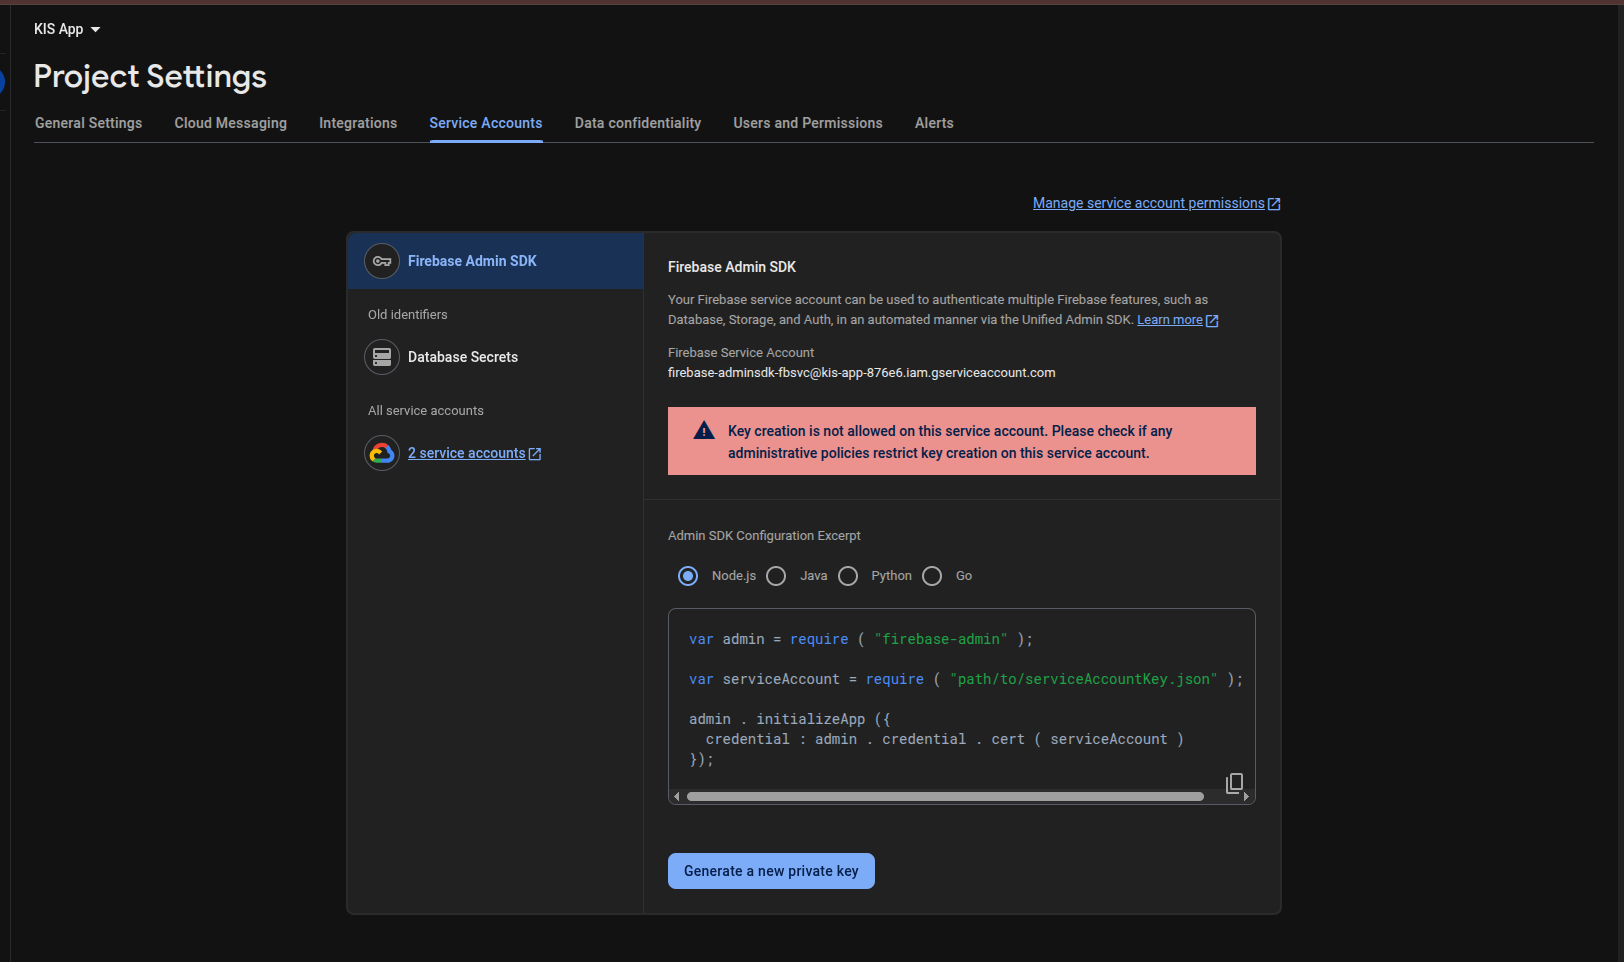 KIS App
Project Settings
General Settings
Cloud Messaging
Integrations
Service Accounts
Data confidentiality
Users and Permissions
Alerts
Manage service account permissions
Firebase Admin SDK
Old identifiers
Database Secrets
All service accounts
2 service accounts
Firebase Admin SDK
Your Firebase service account can be used to authenticate multiple Firebase features, such as
Database, Storage, and Auth, in an automated manner via the Unified Admin SDK. Learn more
Firebase Service Account
firebase-adminsdk-fbsvc@kis-app-876e6.iam.gserviceaccount.com
Key creation is not allowed on this service account. Please check if any
administrative policies restrict key creation on this service account.
Admin SDK Configuration Excerpt
Node.js
Java
Python
Go
var admin = require ( "firebase-admin" );
var serviceAccount = require ( "path/to/serviceAccountKey.json" );
admin . initializeApp ({
credential : admin . credential . cert ( serviceAccount )
});
Generate a new private key